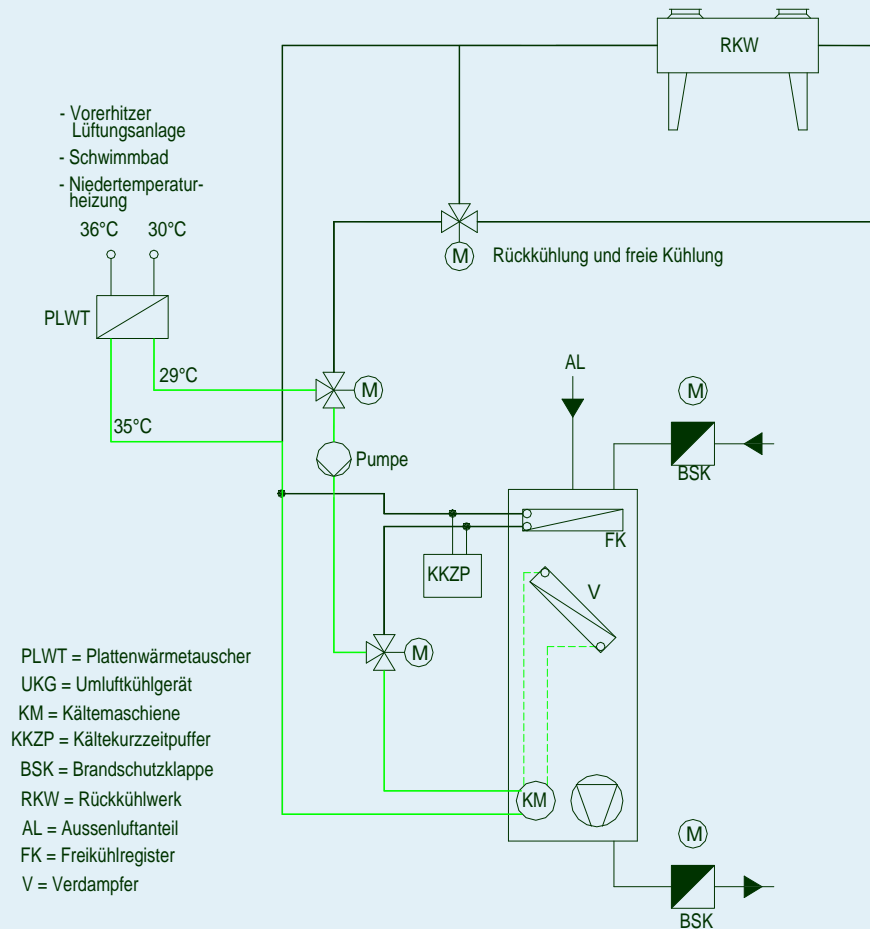 RKW
- Vorerhitzer
Lüftungsanlage
- Schwimmbad
- Niedertemperatur-
heizung
36°C 30°C
M Rückkühlung und freie Kühlung
PLWT
29°C
M
AL
M
35°C
Pumpe
BSK
FK
KKZP
V
M
PLWT = Plattenwärmetauscher
UKG = Umluftkühlgerät
KM = Kältemaschiene
KKZP = Kältekurzzeitpuffer
BSK = Brandschutzklappe
RKW = Rückkühlwerk
AL = Aussenluftanteil
FK = Freikühlregister
V = Verdampfer
KM
M
BSK